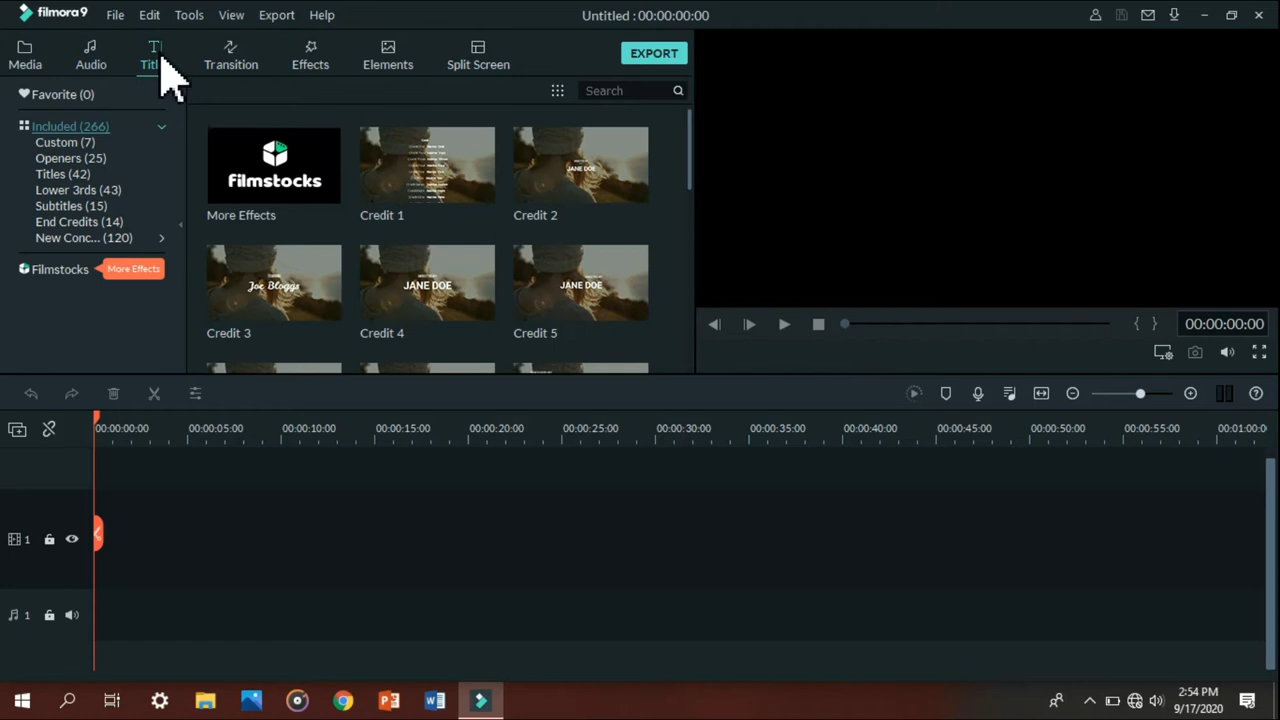 filmora9 File Edit Tools View Export Help Untitled : 00:00:00:00
Media Audio Transition Effects Elements Split Screen EXPORT
Favorite (0)
Search
Included (266)
Custom (7)
Openers (25)
Titles (42)
Lower 3rds (43)
Subtitles (15)
End Credits (14)
New Conc... (120)
Filmstocks More Effects
filmstocks
More Effects
Credit 1
JANE DOE
Credit 2
Joe Bloggs
Credit 3
JANE DOE
Credit 4
JANE DOE
Credit 5
00:00:00:00
00:00:00:00 00:00:05:00 00:00:10:00 00:00:15:00 00:00:20:00 00:00:25:00 00:00:30:00 00:00:35:00 00:00:40:00 00:00:45:00 00:00:50:00 00:00:55:00 00:01:00:0
1
1
2:54 PM
9/17/2020